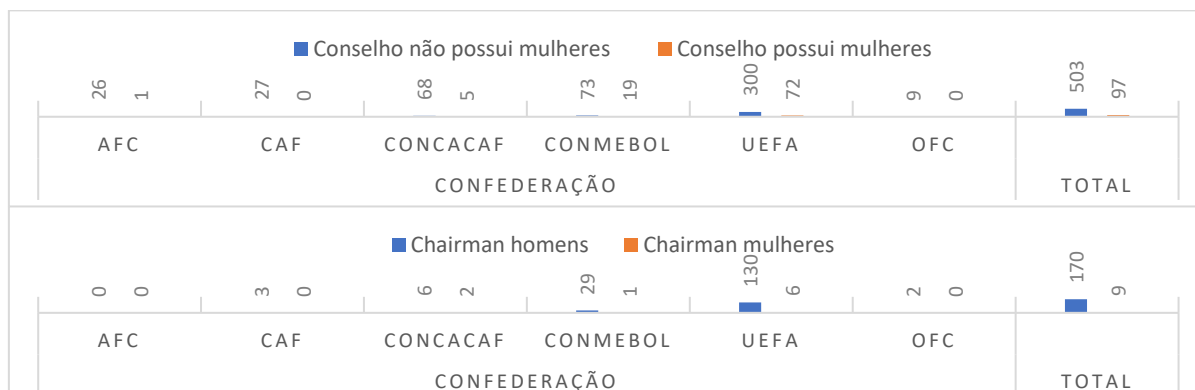 Conselho não possui mulheres Conselho possui mulheres
26 1 27 0 68 5 73 19 300 72 9 0 503 97
AFC CAF CONCACAF CONMEBOL UEFA OFC
CONFEDERAÇÃO TOTAL
Chairman homens Chairman mulheres
0 0 3 0 6 2 29 1 130 6 2 0 170 9
AFC CAF CONCACAF CONMEBOL UEFA OFC
CONFEDERAÇÃO TOTAL